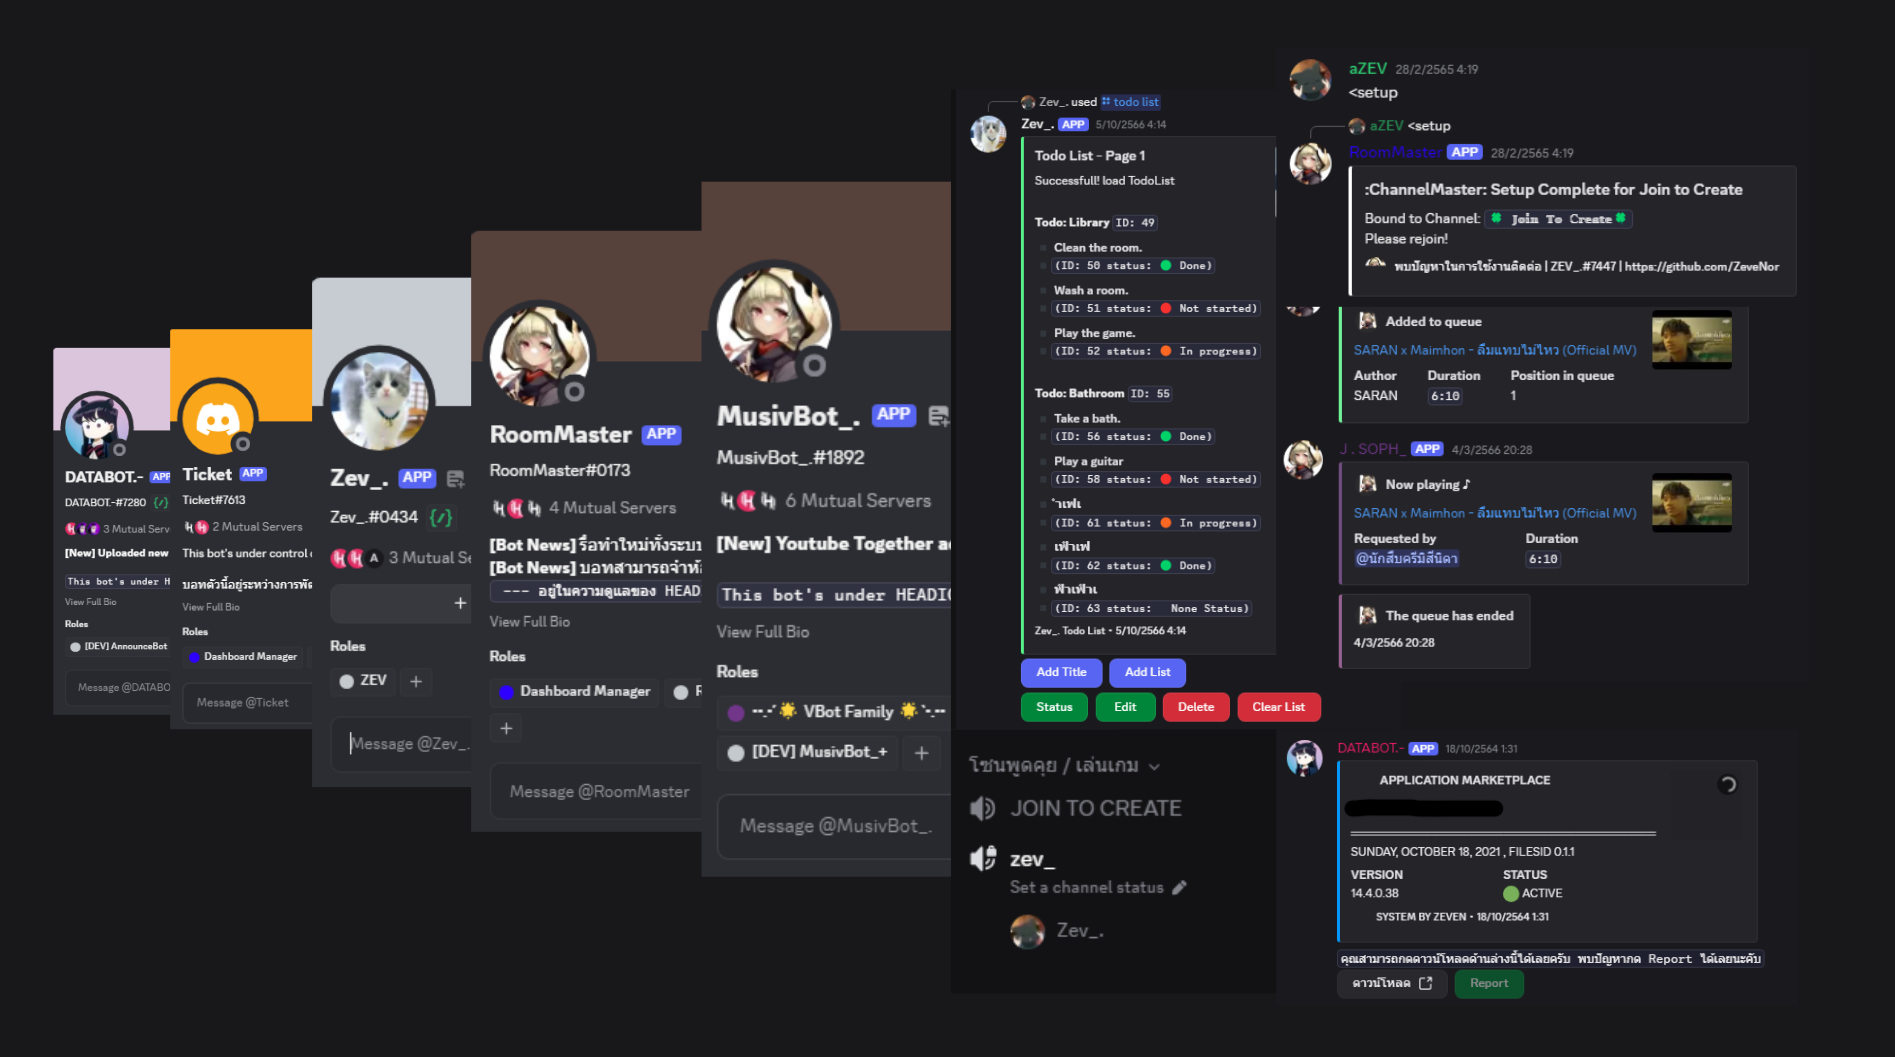 DATABOT.- APP
DATABOT.-#7280 {/}
3 Mutual Serv
[New] Uploaded new
This bot's under H
View Full Bio
Roles
[DEV] AnnounceBot
Message @DATABO
Ticket APP
Ticket#7613
2 Mutual Servers
This bot's under control
บอทตัวนี้อยู่ระหว่างการพัต
View Full Bio
Roles
Dashboard Manager
Message @Ticket
Zev_. APP
Zev_.#0434 {/}
A 3 Mutual Se
+
Roles
ZEV +
Message @Zev_.
RoomMaster APP
RoomMaster#0173
4 Mutual Servers
[Bot News] รื่อทำใหม่ทั้งระบบ
[Bot News] บอทสามารถจำห้
--- อยู่ในความดูแลของ HEAD
View Full Bio
Roles
Dashboard Manager
+
Message @RoomMaster
MusivBot_. APP
MusivBot_.#1892
6 Mutual Servers
[New] Youtube Together a
This bot's under HEADI
View Full Bio
Roles
--.-´🌟 VBot Family 🌟`-.--
[DEV] MusivBot_+ +
Message @MusivBot_.
Zev_. used todo list
Zev_. APP 5/10/2566 4:14
Todo List - Page 1
Successfull! load TodoList
Todo: Library ID: 49
Clean the room.
(ID: 50 status: 🟢 Done)
Wash a room.
(ID: 51 status: 🔴 Not started)
Play the game.
(ID: 52 status: 🟠 In progress)
Todo: Bathroom ID: 55
Take a bath.
(ID: 56 status: 🟢 Done)
Play a guitar
(ID: 58 status: 🔴 Not started)
ำเฟเ
(ID: 61 status: 🟠 In progress)
เฟ้าเฟ
(ID: 62 status: 🟢 Done)
ฟ้าเฟ้าเ
(ID: 63 status: None Status)
Zev_. Todo List • 5/10/2566 4:14
Add Title Add List
Status Edit Delete Clear List
โซนพูดคุย / เล่นเกม
JOIN TO CREATE
zev_
Set a channel status
Zev_.
aZEV 28/2/2565 4:19
<setup
aZEV <setup
RoomMaster APP 28/2/2565 4:19
:ChannelMaster: Setup Complete for Join to Create
Bound to Channel: 🍀 Join To Create🍀
Please rejoin!
พบปัญหาในการใช้งานติดต่อ | ZEV_.#7447 | https://github.com/ZeveNor
Added to queue
SARAN x Maimhon - ลืมแทบไม่ไหว (Official MV)
Author Duration Position in queue
SARAN 6:10 1
J . SOPH_ APP 4/3/2566 20:28
Now playing ♪
SARAN x Maimhon - ลืมแทบไม่ไหว (Official MV)
Requested by Duration
@นักสืบครีมิสีนิดา 6:10
The queue has ended
4/3/2566 20:28
DATABOT.- APP 18/10/2564 1:31
APPLICATION MARKETPLACE
SUNDAY, OCTOBER 18, 2021 , FILESID 0.1.1
VERSION STATUS
14.4.0.38 🟢 ACTIVE
SYSTEM BY ZEVEN • 18/10/2564 1:31
คุณสามารถกดดาวน์โหลดด้านล่างนี้ได้เลยครับ พบปัญหากด Report ได้เลยนะคับ
ดาวน์โหลด Report